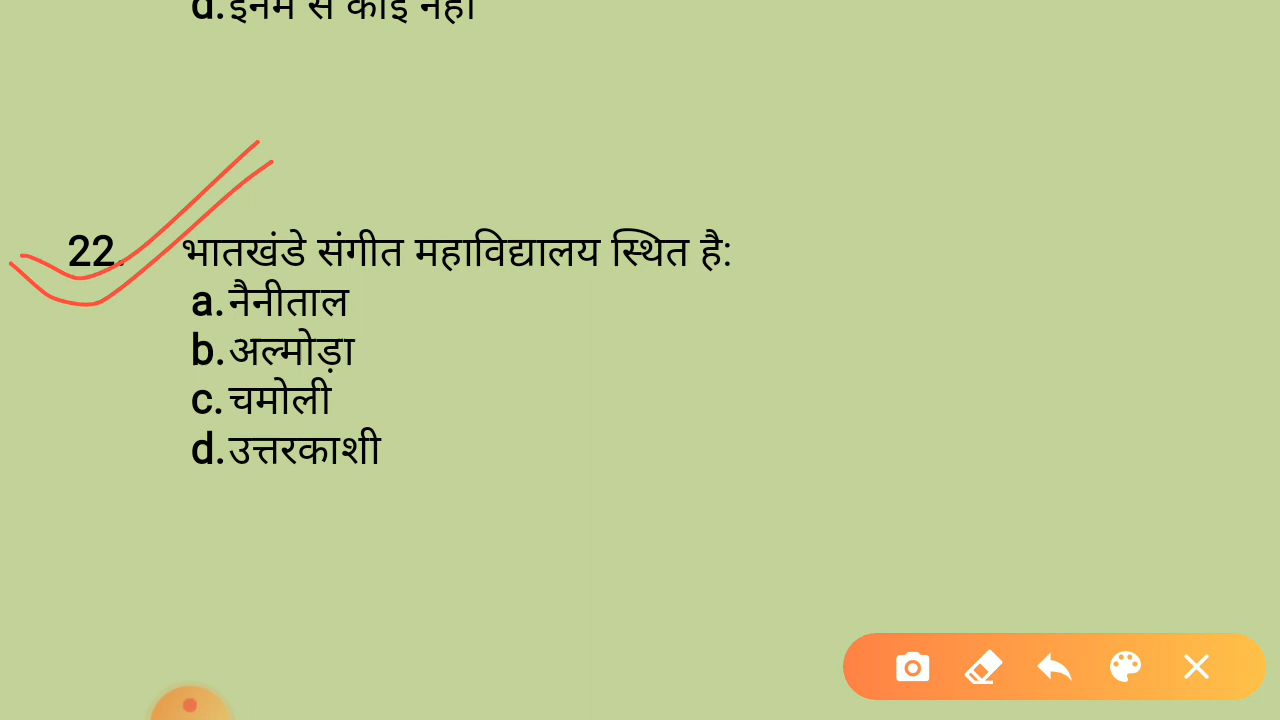 d.इनमें से कोई नहीं
22. भातखंडे संगीत महाविद्यालय स्थित है:
a.नैनीताल
b.अल्मोड़ा
c.चमोली
d.उत्तरकाशी